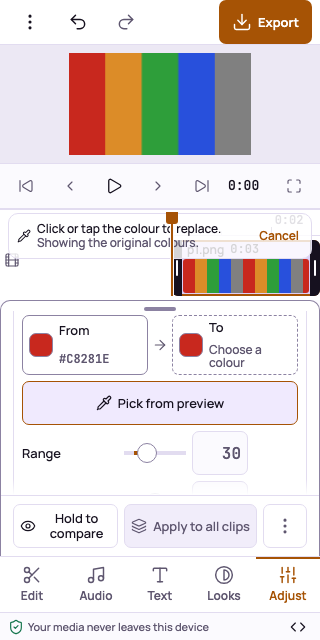 Export
0:00
0:02
Click or tap the colour to replace.
Showing the original colours.
Cancel
p1.png 0:03
From
#C8281E
To
Choose a
colour
Pick from preview
Range
30
Hold to
compare
Apply to all clips
Edit
Audio
Text
Looks
Adjust
Your media never leaves this device